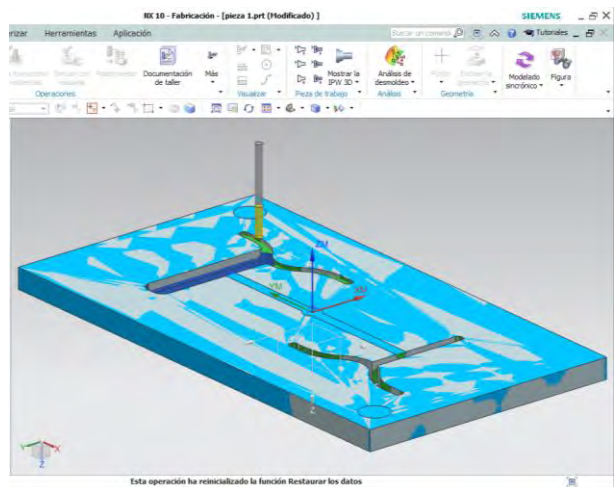 NX 10 - Fabricación - [pieza 1.prt (Modificado) ]
SIEMENS
rizar Herramientas Aplicación
Buscar un comando
Tutoriales
Documentación de taller
Más
Mostrar la IPW 3D
Análisis de desmoldeo
Modelado sincrónico
Figura
Operaciones
Visualizar
Pieza de trabajo
Análisis
Geometría
ZM
YM
XM
Z
Y
X
Z
Esta operación ha reinicializado la función Restaurar los datos